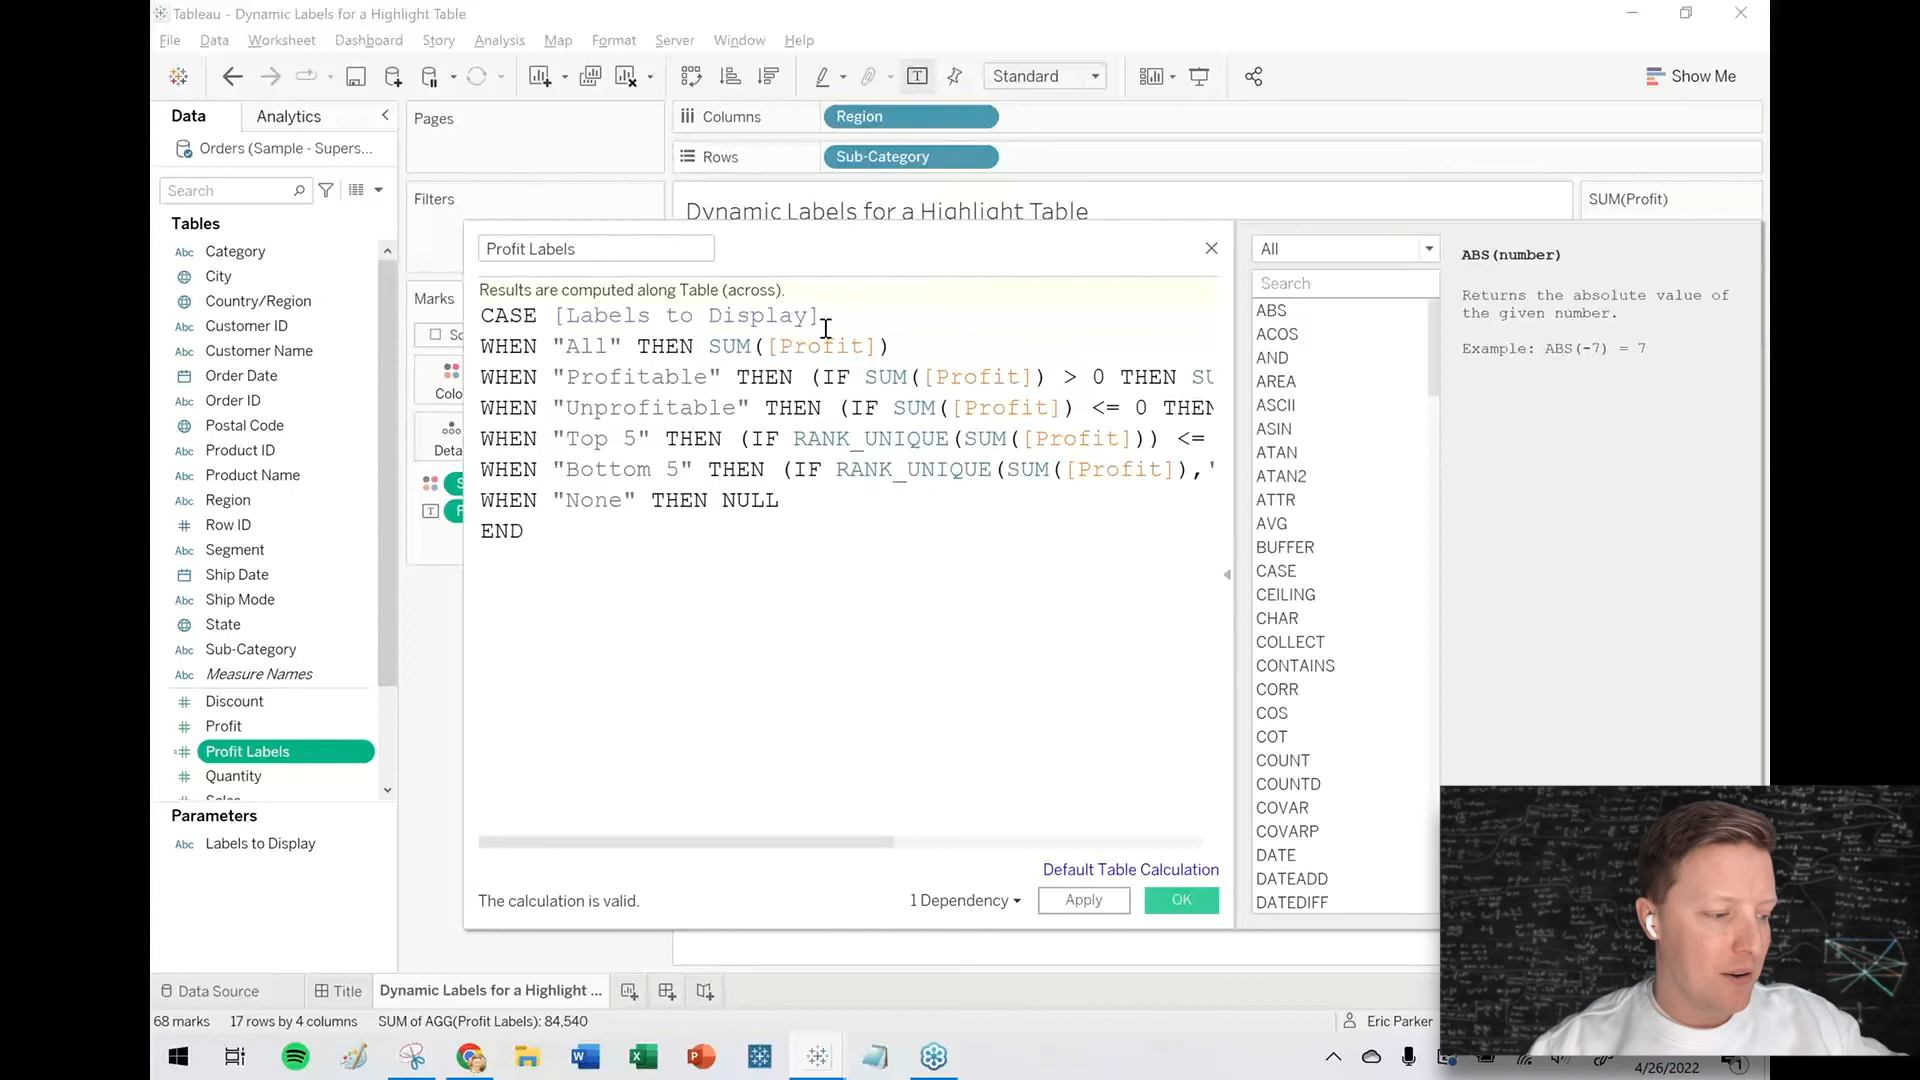 Tableau - Dynamic Labels for a Highlight Table
File Data Worksheet Dashboard Story Analysis Map Format Server Window Help
Standard
Show Me
Data Analytics
Pages
Columns Region
Orders (Sample - Supers...
Rows Sub-Category
Search
Filters
Dynamic Labels for a Highlight Table
SUM(Profit)
Tables
Category
City
Country/Region
Customer ID
Customer Name
Order Date
Order ID
Postal Code
Product ID
Product Name
Region
Row ID
Segment
Ship Date
Ship Mode
State
Sub-Category
Measure Names
Discount
Profit
Profit Labels
Quantity
Parameters
Labels to Display
Marks
Colo
Deta
Profit Labels
Results are computed along Table (across).
CASE [Labels to Display]
WHEN "All" THEN SUM([Profit])
WHEN "Profitable" THEN (IF SUM([Profit]) > 0 THEN SU
WHEN "Unprofitable" THEN (IF SUM([Profit]) <= 0 THEN
WHEN "Top 5" THEN (IF RANK_UNIQUE(SUM([Profit])) <=
WHEN "Bottom 5" THEN (IF RANK_UNIQUE(SUM([Profit]),'
WHEN "None" THEN NULL
END
Default Table Calculation
The calculation is valid.
1 Dependency
Apply
OK
All
Search
ABS
ACOS
AND
AREA
ASCII
ASIN
ATAN
ATAN2
ATTR
AVG
BUFFER
CASE
CEILING
CHAR
COLLECT
CONTAINS
CORR
COS
COT
COUNT
COUNTD
COVAR
COVARP
DATE
DATEADD
DATEDIFF
ABS(number)
Returns the absolute value of
the given number.
Example: ABS(-7) = 7
Data Source Title Dynamic Labels for a Highlight ...
68 marks 17 rows by 4 columns SUM of AGG(Profit Labels): 84,540
Eric Parker
4/26/2022